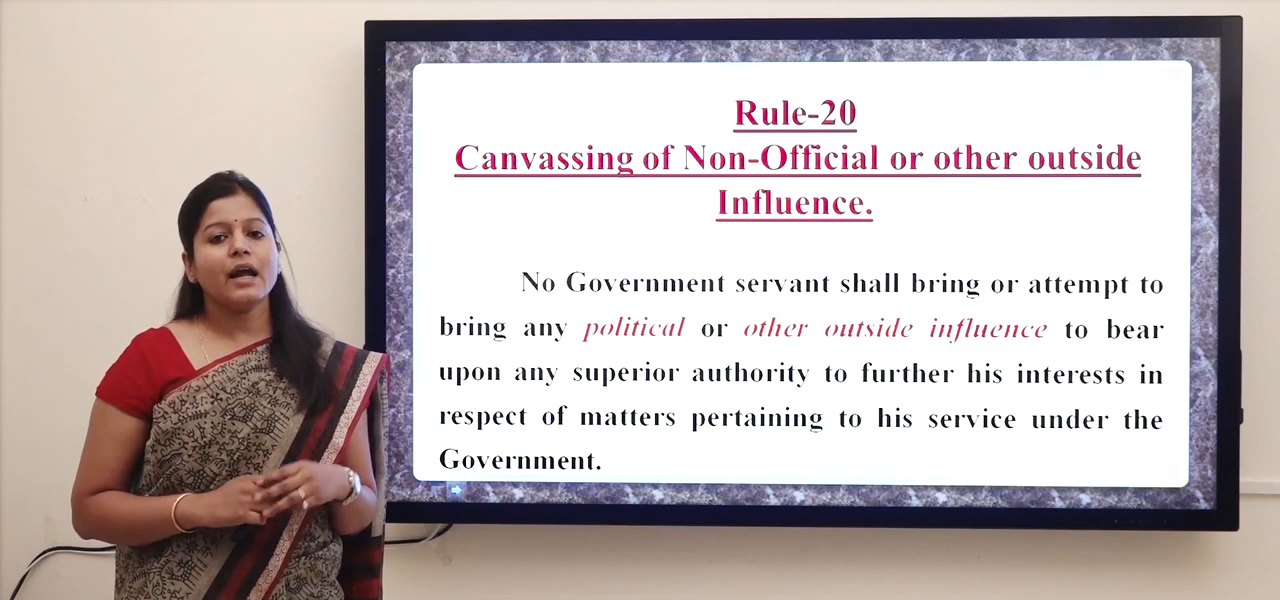 Rule-20
Canvassing of Non-Official or other outside
Influence.
No Government servant shall bring or attempt to
bring any political or other outside influence to bear
upon any superior authority to further his interests in
respect of matters pertaining to his service under the
Government.